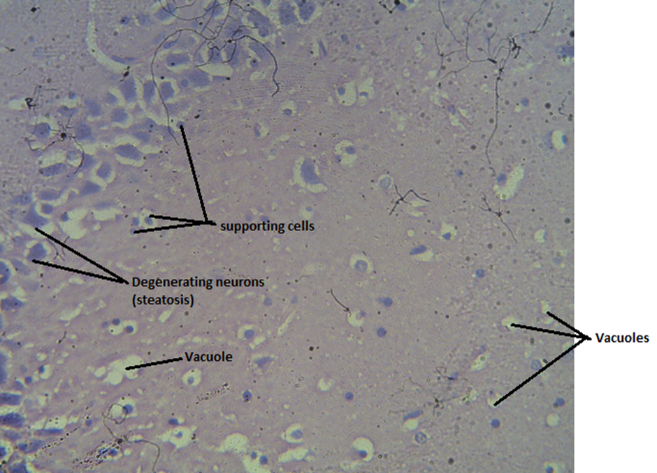 supporting cells
Degenerating neurons
(steatosis)
Vacuole
Vacuoles